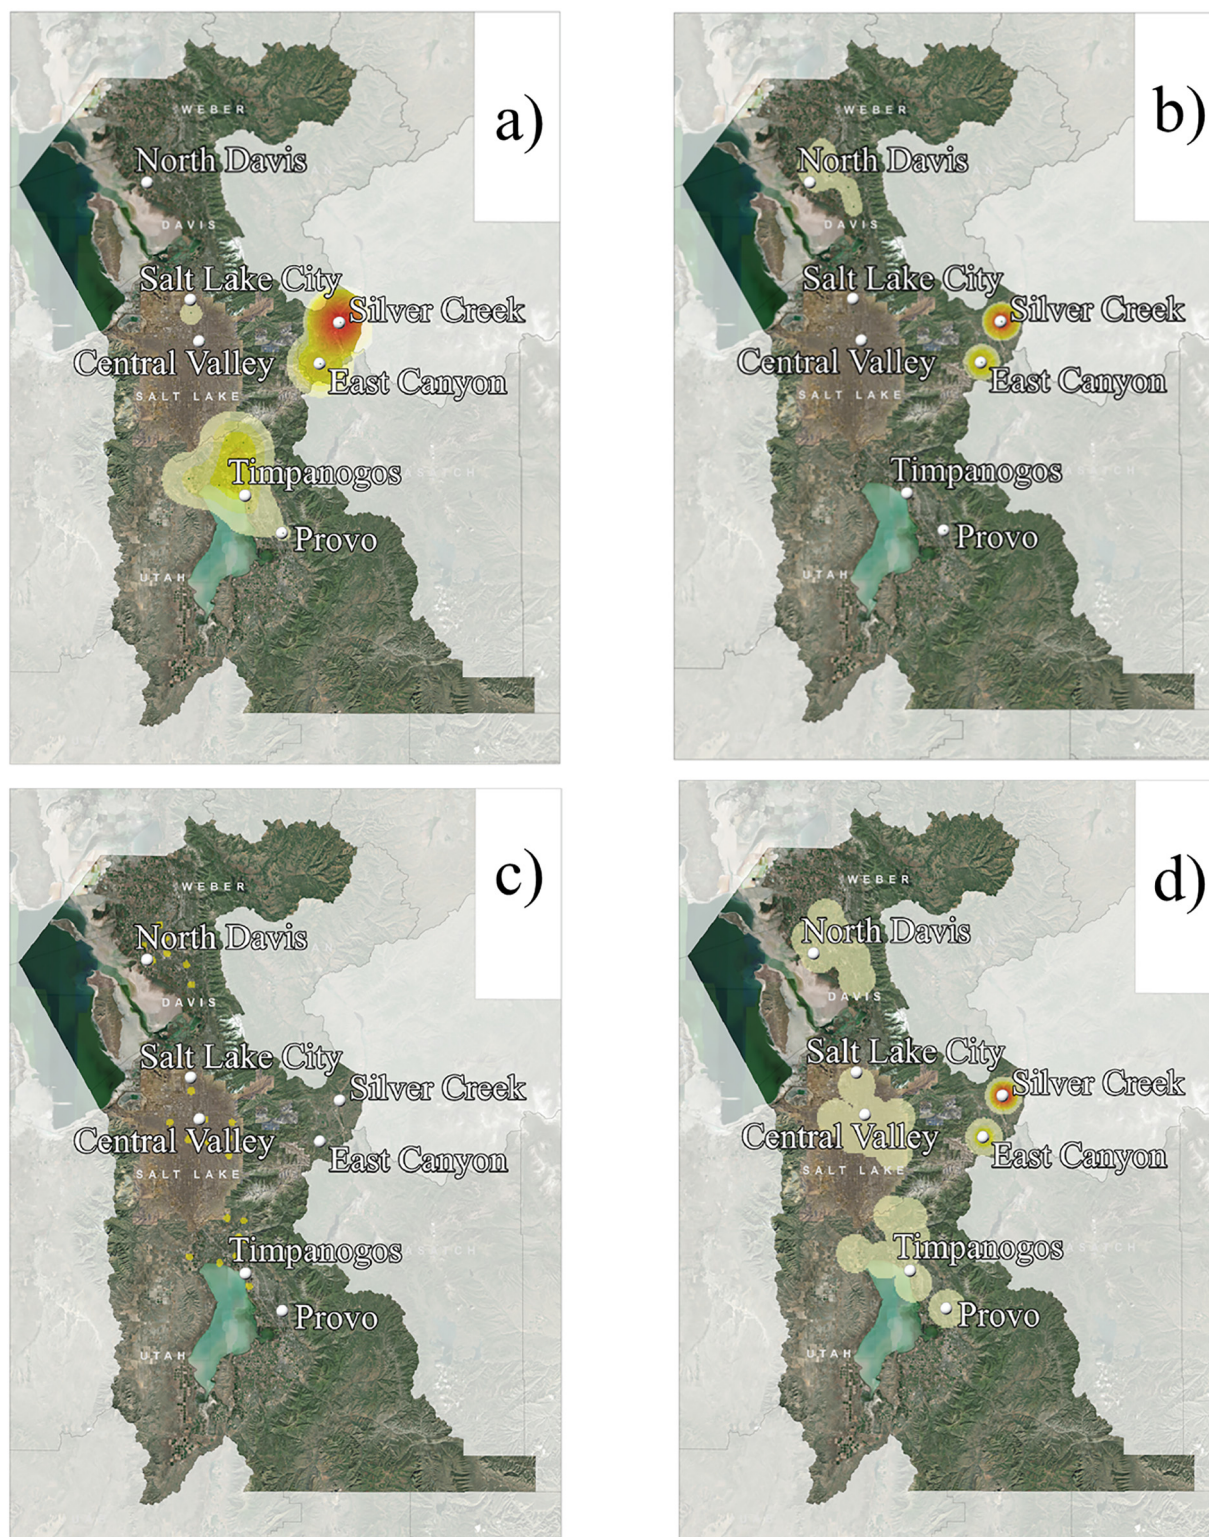 a)
WEBER
North Davis
DAVIS
Salt Lake City
Silver Creek
Central Valley
East Canyon
SALT LAKE
Timpanogos
Provo
UTAH
b)
WEBER
North Davis
DAVIS
Salt Lake City
Silver Creek
Central Valley
East Canyon
SALT LAKE
Timpanogos
Provo
UTAH
c)
WEBER
North Davis
DAVIS
Salt Lake City
Silver Creek
Central Valley
East Canyon
SALT LAKE
Timpanogos
Provo
UTAH
d)
WEBER
North Davis
DAVIS
Salt Lake City
Silver Creek
Central Valley
East Canyon
SALT LAKE
Timpanogos
Provo
UTAH